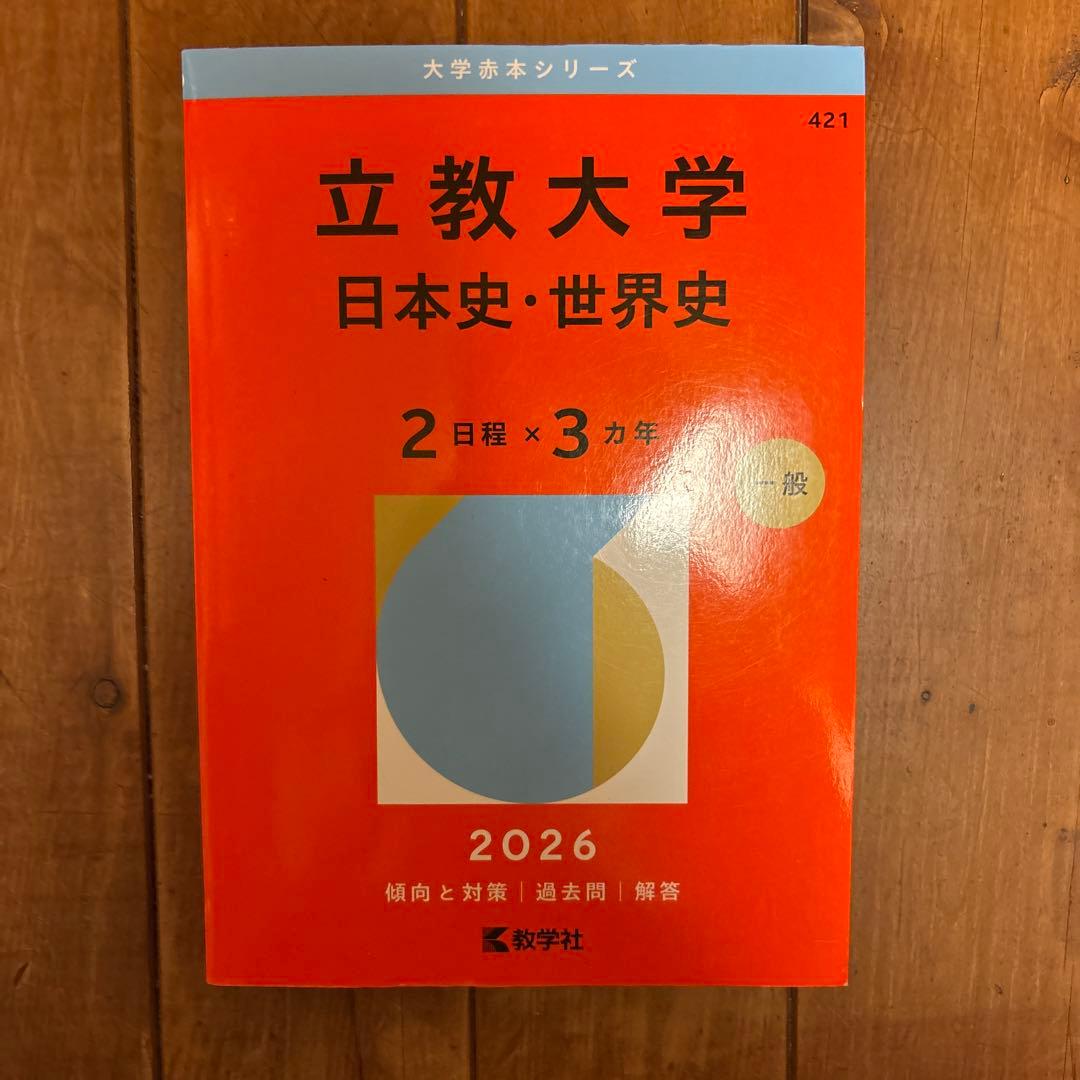 大学赤本シリーズ
421
立教大学
日本史・世界史
2日程×3カ年
一般
2026
傾向と対策｜過去問｜解答
教学社